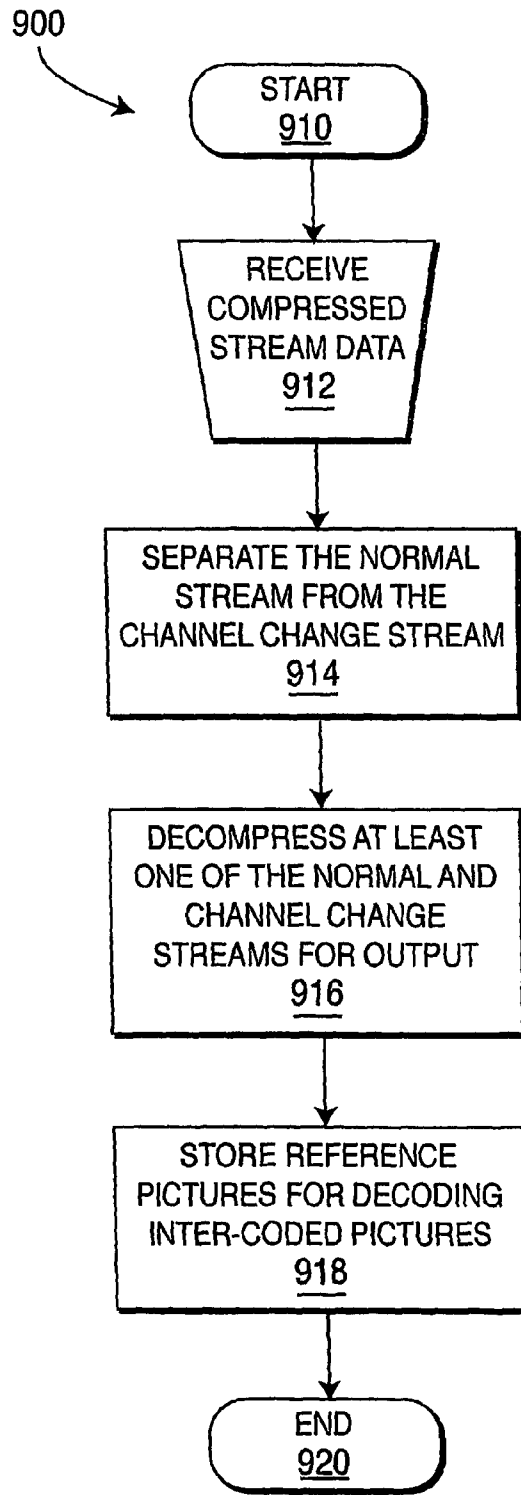 900
START
910
RECEIVE
COMPRESSED
STREAM DATA
912
SEPARATE THE NORMAL
STREAM FROM THE
CHANNEL CHANGE STREAM
914
DECOMPRESS AT LEAST
ONE OF THE NORMAL AND
CHANNEL CHANGE
STREAMS FOR OUTPUT
916
STORE REFERENCE
PICTURES FOR DECODING
INTER-CODED PICTURES
918
END
920